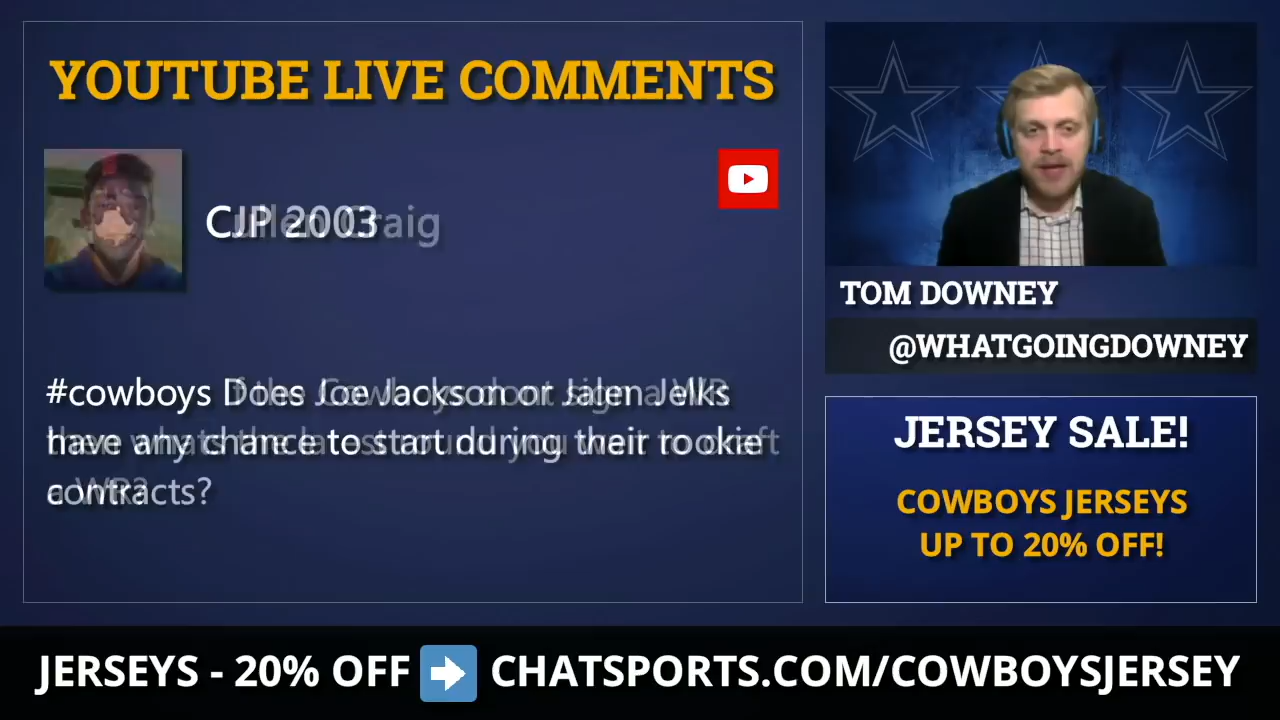 YOUTUBE LIVE COMMENTS
CJP 2003
Craig
#cowboys Does Joe Jackson or Jalen Jelks
have any chance to start during their rookie
contracts?
TOM DOWNEY
@WHATGOINGDOWNEY
JERSEY SALE!
COWBOYS JERSEYS
UP TO 20% OFF!
JERSEYS - 20% OFF ➡ CHATSPORTS.COM/COWBOYSJERSEY